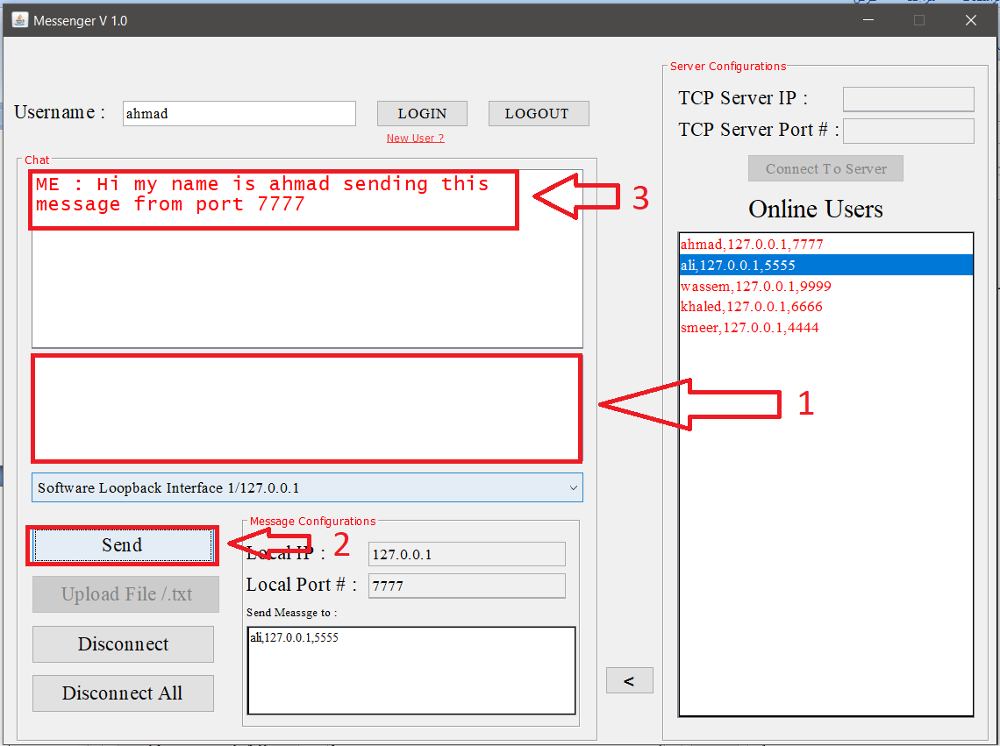 Messenger V 1.0
Username :
ahmad
LOGIN
LOGOUT
New User ?
Chat
ME : Hi my name is ahmad sending this
message from port 7777
3
1
Software Loopback Interface 1/127.0.0.1
Send
2
Upload File /.txt
Disconnect
Disconnect All
Message Configurations
Local IP :
127.0.0.1
Local Port # :
7777
Send Meassge to :
ali,127.0.0.1,5555
<
Server Configurations
TCP Server IP :
TCP Server Port # :
Connect To Server
Online Users
ahmad,127.0.0.1,7777
ali,127.0.0.1,5555
wassem,127.0.0.1,9999
khaled,127.0.0.1,6666
smeer,127.0.0.1,4444